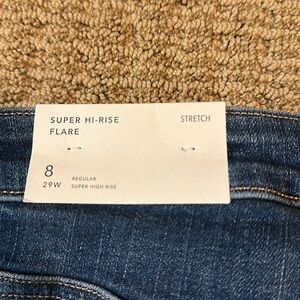 SUPER HI-RISE STRETCH
FLARE
8 REGULAR
29W SUPER HIGH RISE